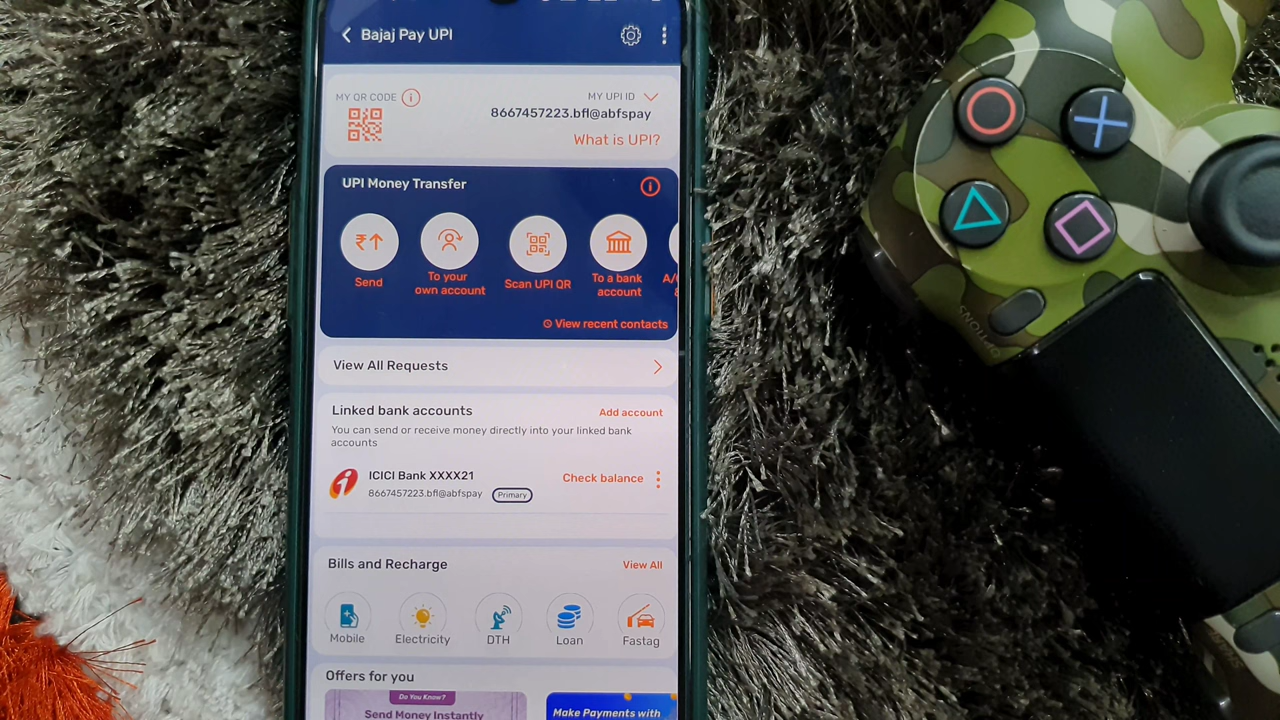 Bajaj Pay UPI
MY QR CODE
MY UPI ID
8667457223.bfl@abfspay
What is UPI?
UPI Money Transfer
Send
To your
own account
Scan UPI QR
To a bank
account
View recent contacts
View All Requests
Linked bank accounts
Add account
You can send or receive money directly into your linked bank
accounts
ICICI Bank XXXX21
Check balance
8667457223.bfl@abfspay
Primary
Bills and Recharge
View All
Mobile
Electricity
DTH
Loan
Fastag
Offers for you
Do You Know?
Send Money Instantly
Make Payments with
OPTIONS